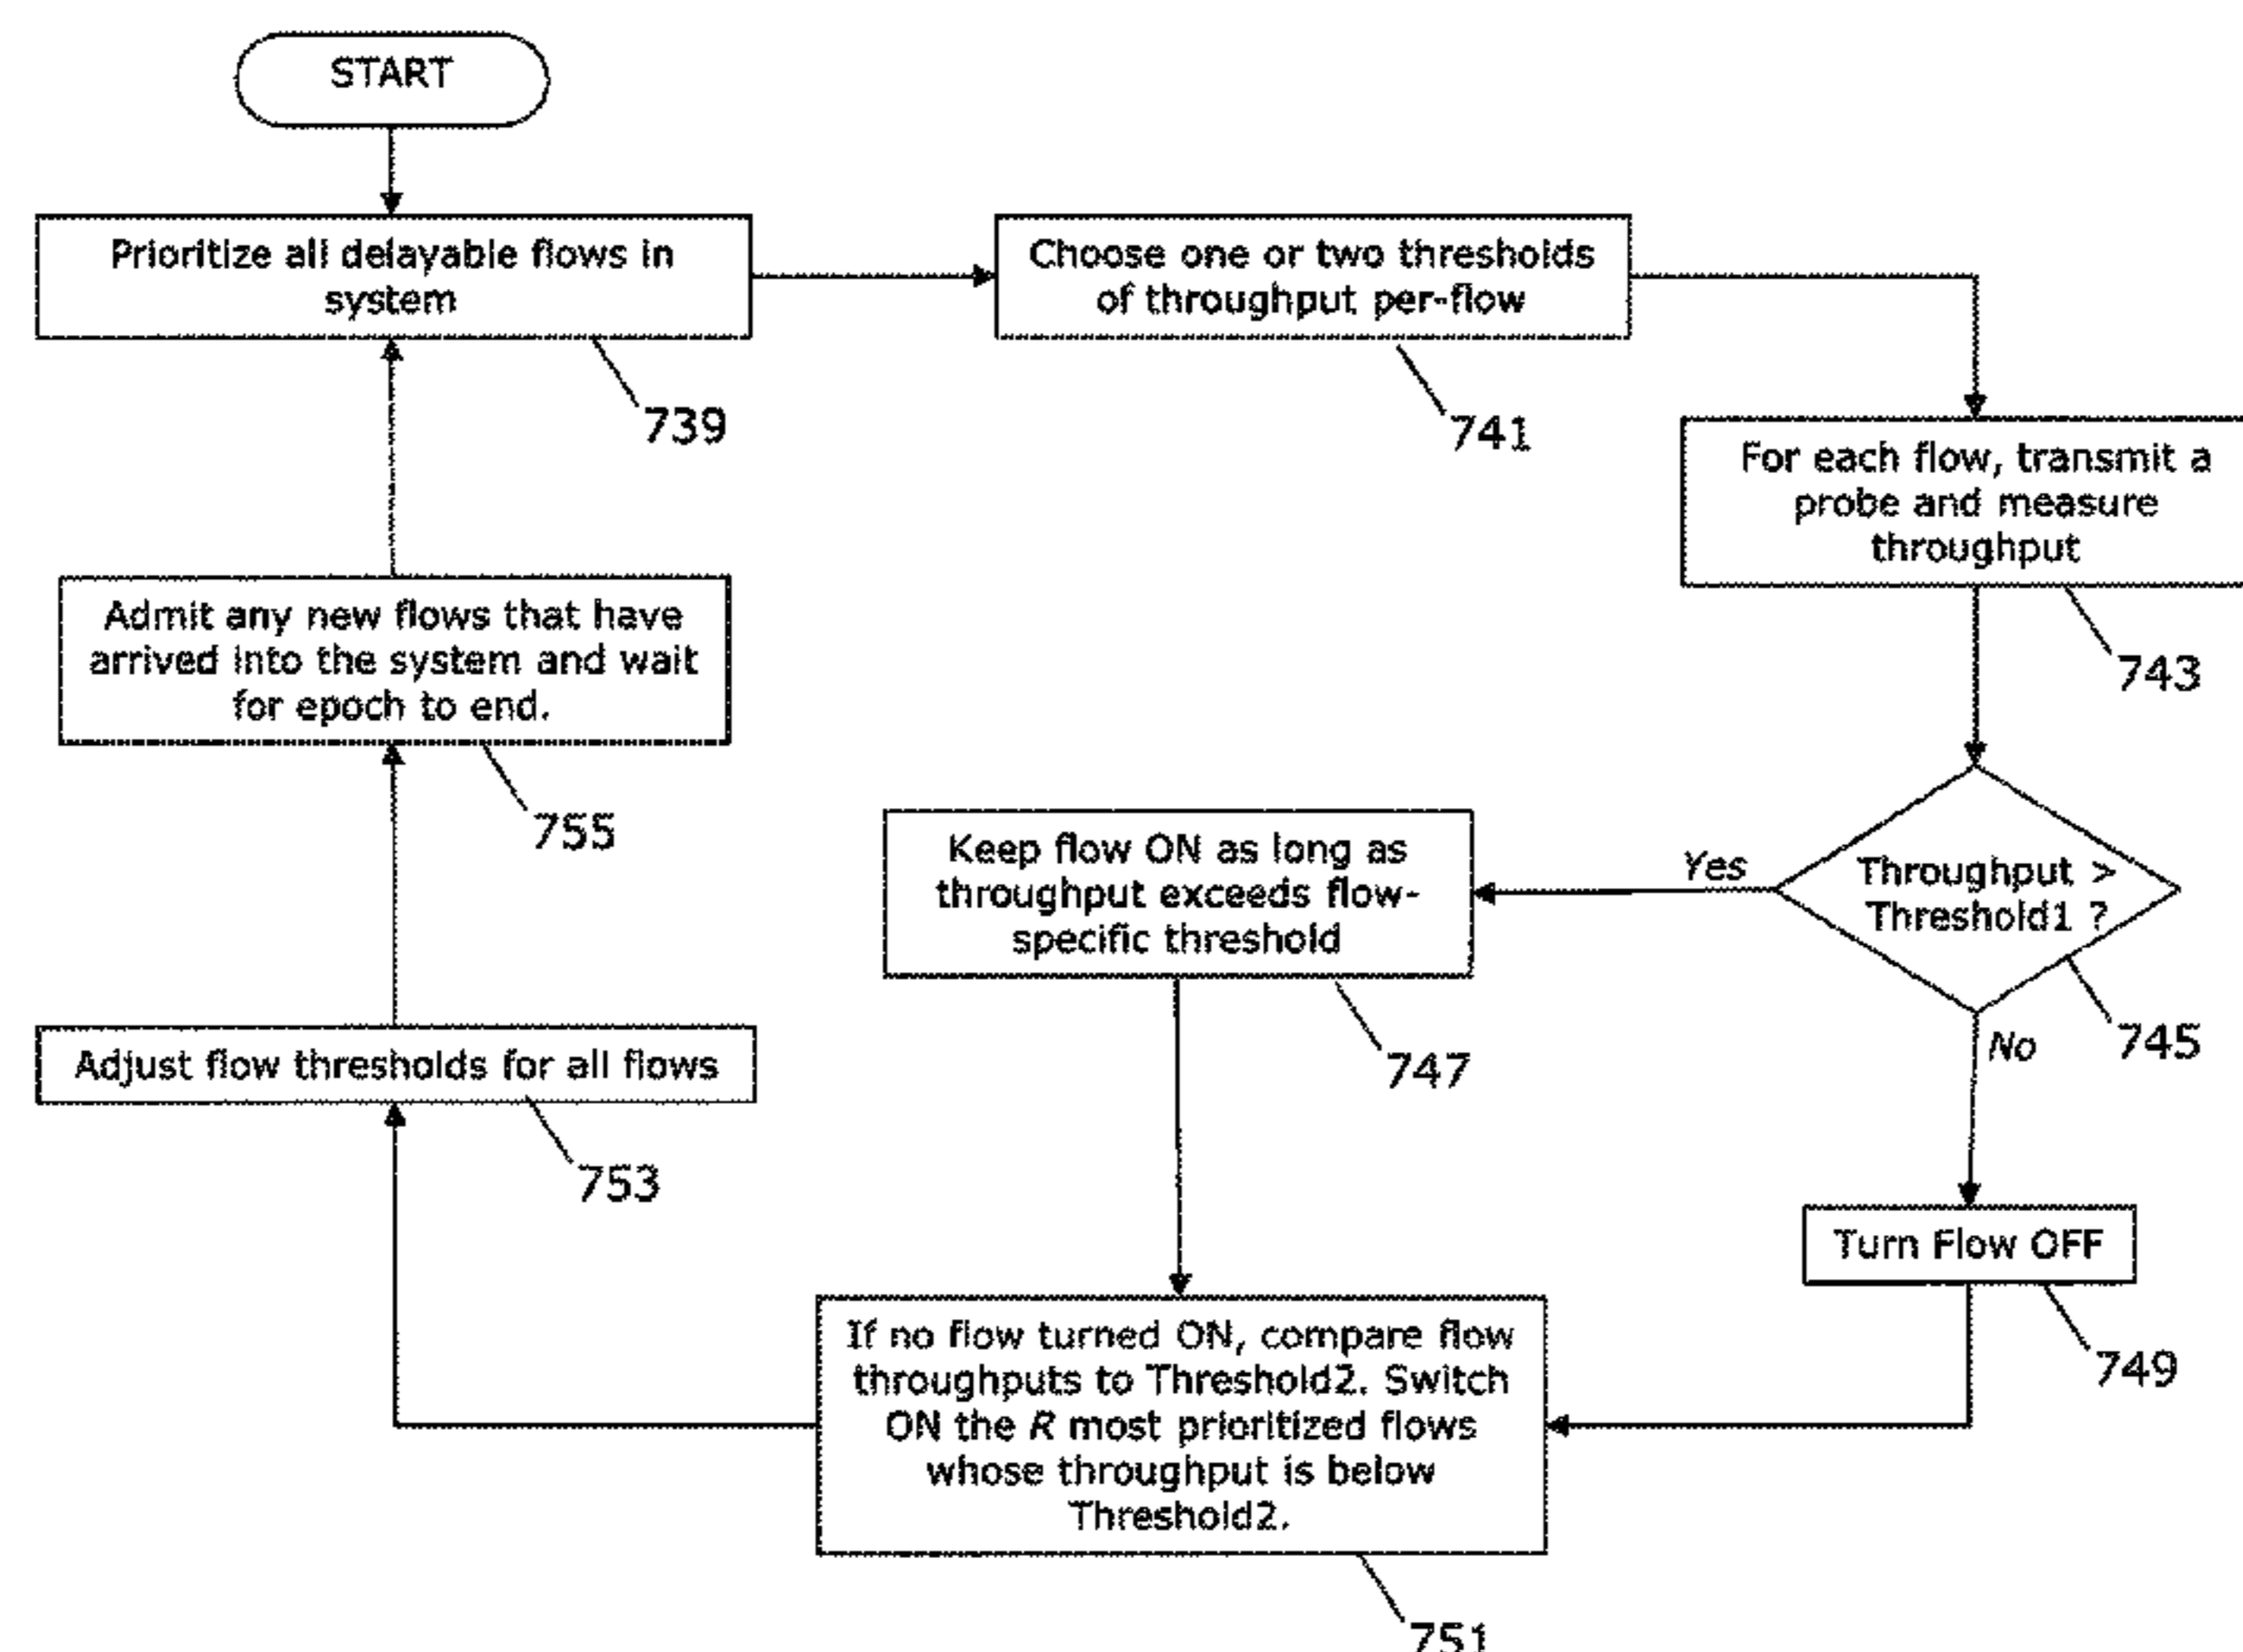 START
Prioritize all delayable flows in
system
739
Choose one or two thresholds
of throughput per-flow
741
For each flow, transmit a
probe and measure
throughput
743
Throughput >
Threshold1 ?
745
Yes
No
Keep flow ON as long as
throughput exceeds flow-
specific threshold
747
Turn Flow OFF
749
If no flow turned ON, compare flow
throughputs to Threshold2. Switch
ON the R most prioritized flows
whose throughput is below
Threshold2.
751
Adjust flow thresholds for all flows
753
Admit any new flows that have
arrived into the system and wait
for epoch to end.
755